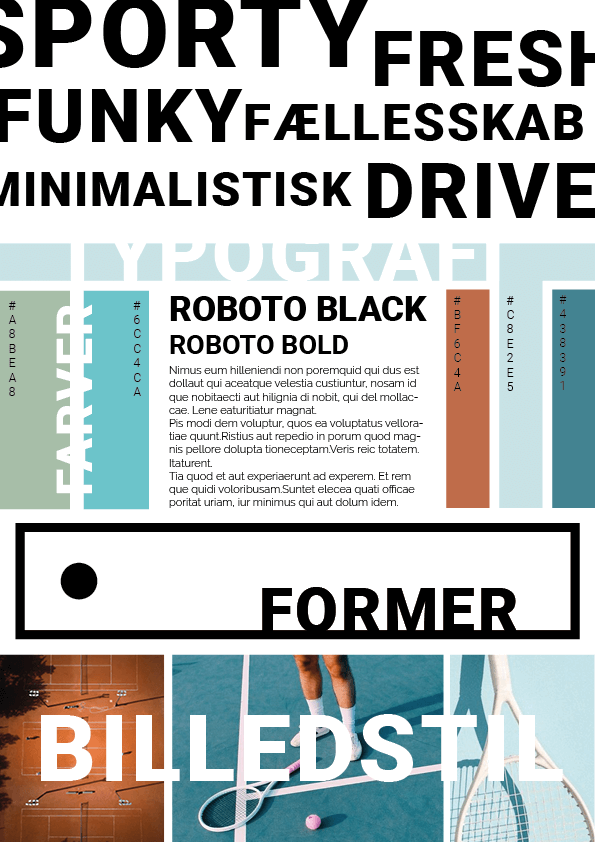 SPORTY
FRESH
FUNKY
FÆLLESSKAB
MINIMALISTISK
DRIVE
TYPOGRAFI
FARVER
#A8BEA8
#6CC4CA
ROBOTO BLACK
ROBOTO BOLD
Nimus eum hilleniendi non poremquid qui dus est
dollaut qui aceatque velestia custiuntur, nosam id
que nobitaecti aut hilignia di nobit, qui del mollac-
cae. Lene eaturitiatur magnat.
Pis modi dem voluptur, quos ea voluptatus vellora-
tiae quunt.Ristius aut repedio in porum quod mag-
nis pellore dolupta tioneceptam.Veris reic totatem.
Itaturent.
Tia quod et aut experiaerunt ad experem. Et rem
que quidi voloribusam.Suntet elecea quati officae
poritat uriam, iur minimus qui aut dolum idem.
#BF6C4A
#C8E2E5
#438391
FORMER
BILLEDSTIL